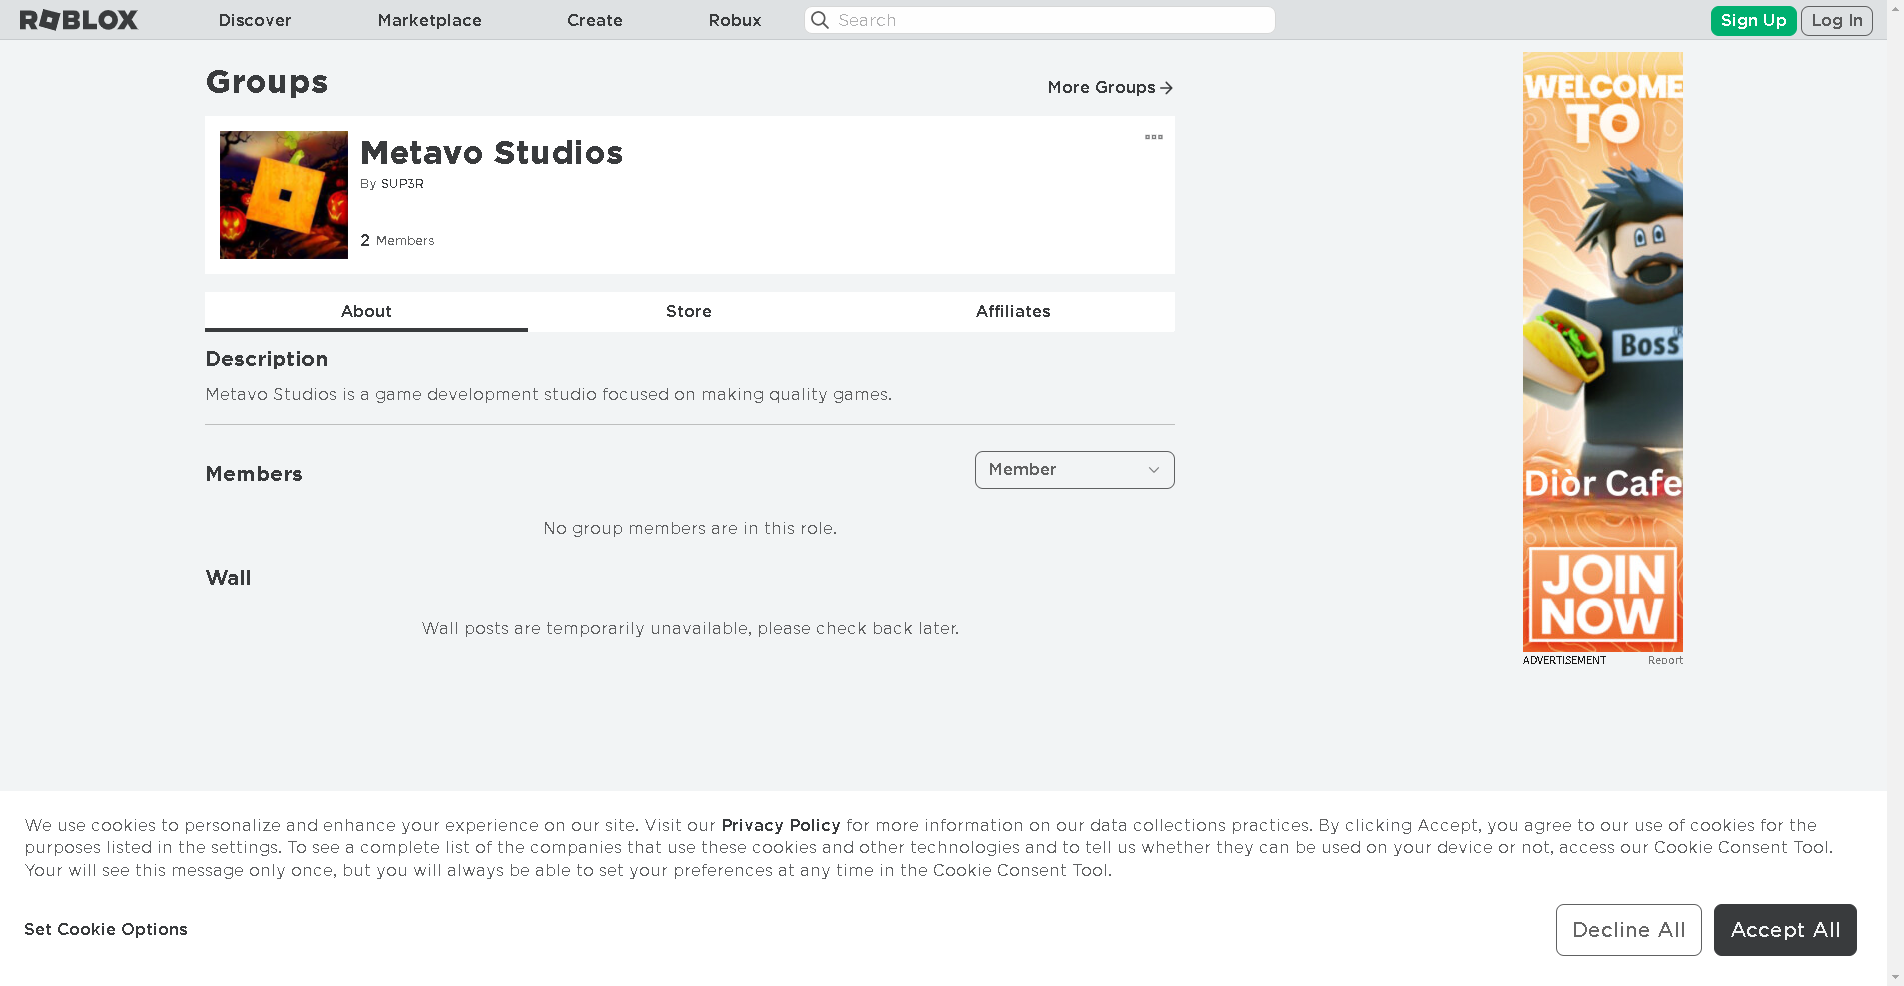 ROBLOX
Discover
Marketplace
Create
Robux
Search
Sign Up
Log In
Groups
More Groups
Metavo Studios
By SUP3R
2 Members
About
Store
Affiliates
Description
Metavo Studios is a game development studio focused on making quality games.
Members
Member
No group members are in this role.
Wall
Wall posts are temporarily unavailable, please check back later.
WELCOME
TO
Boss
Diòr Cafe
JOIN
NOW
ADVERTISEMENT
Report
We use cookies to personalize and enhance your experience on our site. Visit our Privacy Policy for more information on our data collections practices. By clicking Accept, you agree to our use of cookies for the
purposes listed in the settings. To see a complete list of the companies that use these cookies and other technologies and to tell us whether they can be used on your device or not, access our Cookie Consent Tool.
Your will see this message only once, but you will always be able to set your preferences at any time in the Cookie Consent Tool.
Set Cookie Options
Decline All
Accept All